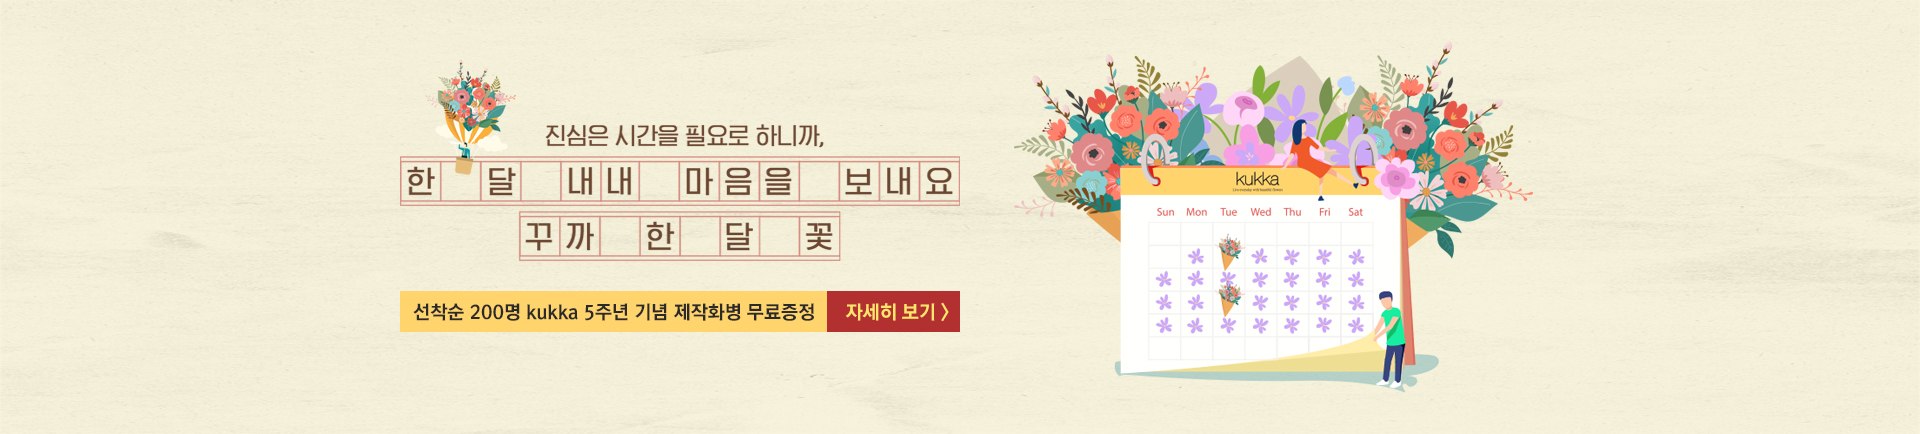 진심은 시간을 필요로 하니까,
한 달 내내 마음을 보내요
꾸까 한 달 꽃
선착순 200명 kukka 5주년 기념 제작화병 무료증정
자세히 보기 〉
kukka
Sun Mon Tue Wed Thu Fri Sat